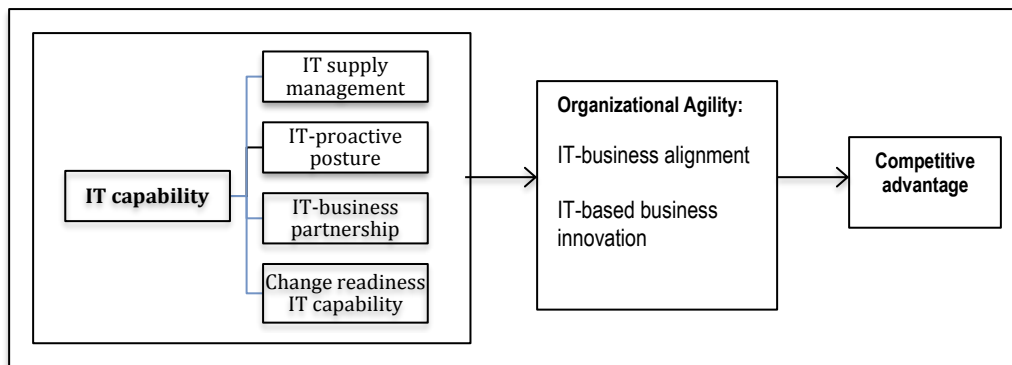 IT capability
IT supply
management
IT-proactive
posture
IT-business
partnership
Change readiness
IT capability
Organizational Agility:
IT-business alignment
IT-based business
innovation
Competitive
advantage